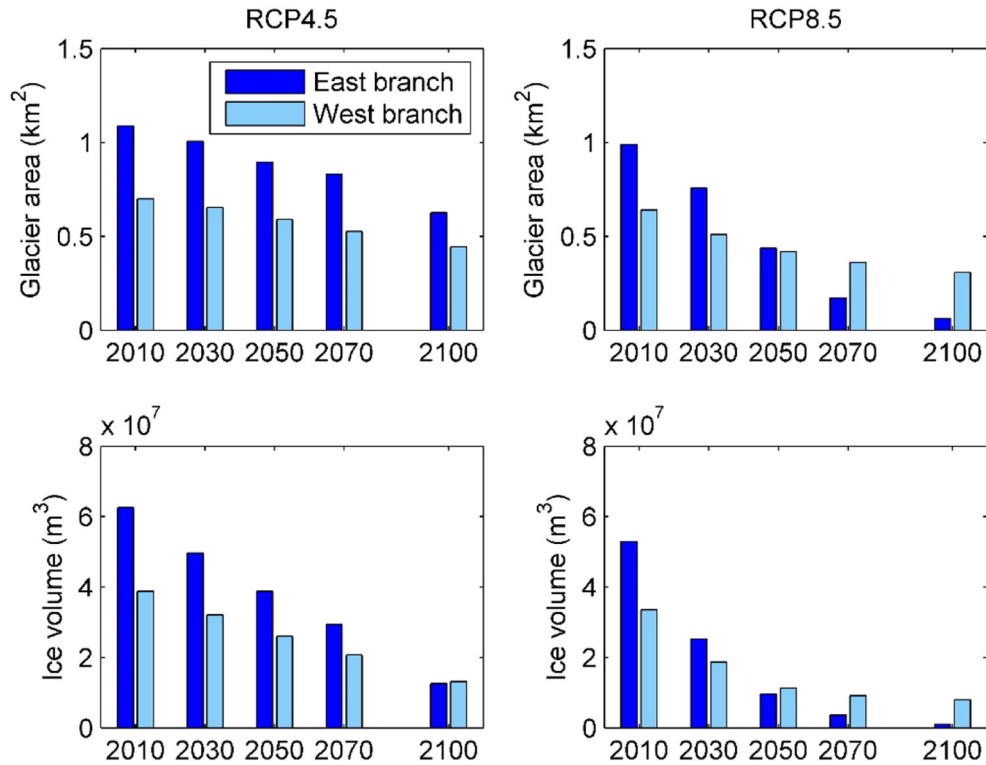 RCP4.5
1.5
1
0.5
0
Glacier area (km²)
East branch
West branch
2010 2030 2050 2070 2100
RCP8.5
1.5
1
0.5
0
Glacier area (km²)
2010 2030 2050 2070 2100
x 10⁷
8
6
4
2
0
Ice volume (m³)
2010 2030 2050 2070 2100
x 10⁷
8
6
4
2
0
Ice volume (m³)
2010 2030 2050 2070 2100